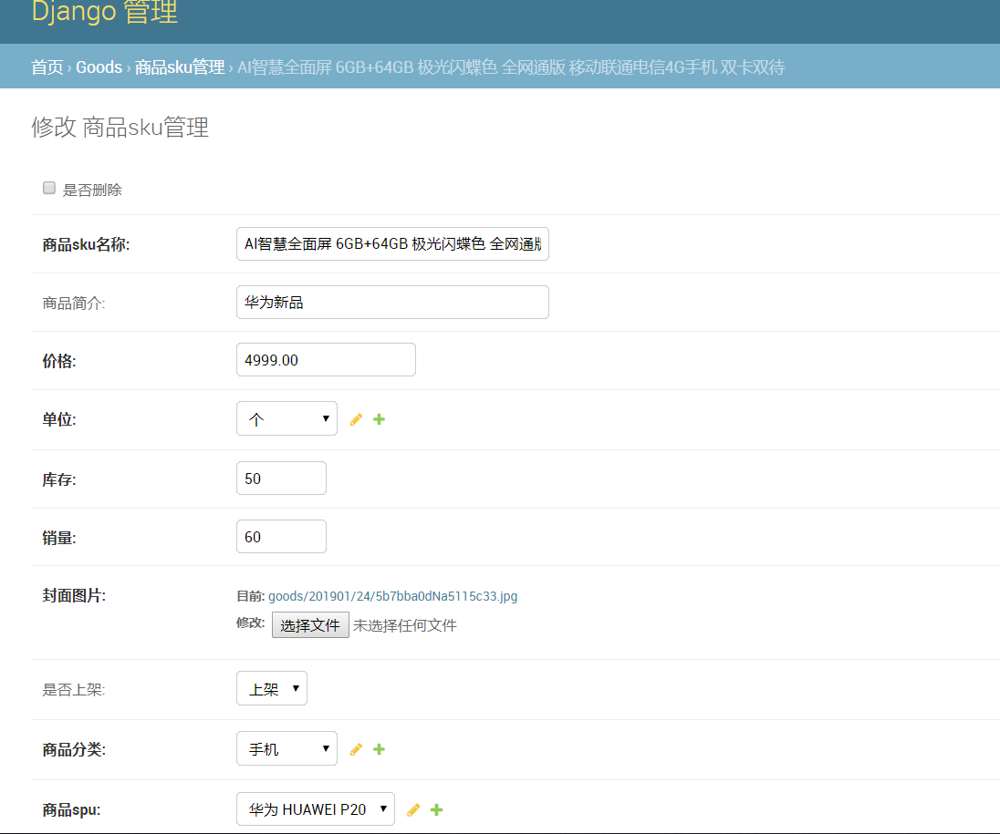 Django 管理
首页 › Goods › 商品sku管理 › AI智慧全面屏 6GB+64GB 极光闪蝶色 全网通版 移动联通电信4G手机 双卡双待
修改 商品sku管理
是否删除
商品sku名称: AI智慧全面屏 6GB+64GB 极光闪蝶色 全网通版
商品简介: 华为新品
价格: 4999.00
单位: 个
库存: 50
销量: 60
封面图片: 目前: goods/201901/24/5b7bba0dNa5115c33.jpg
修改: 选择文件 未选择任何文件
是否上架: 上架
商品分类: 手机
商品spu: 华为 HUAWEI P20